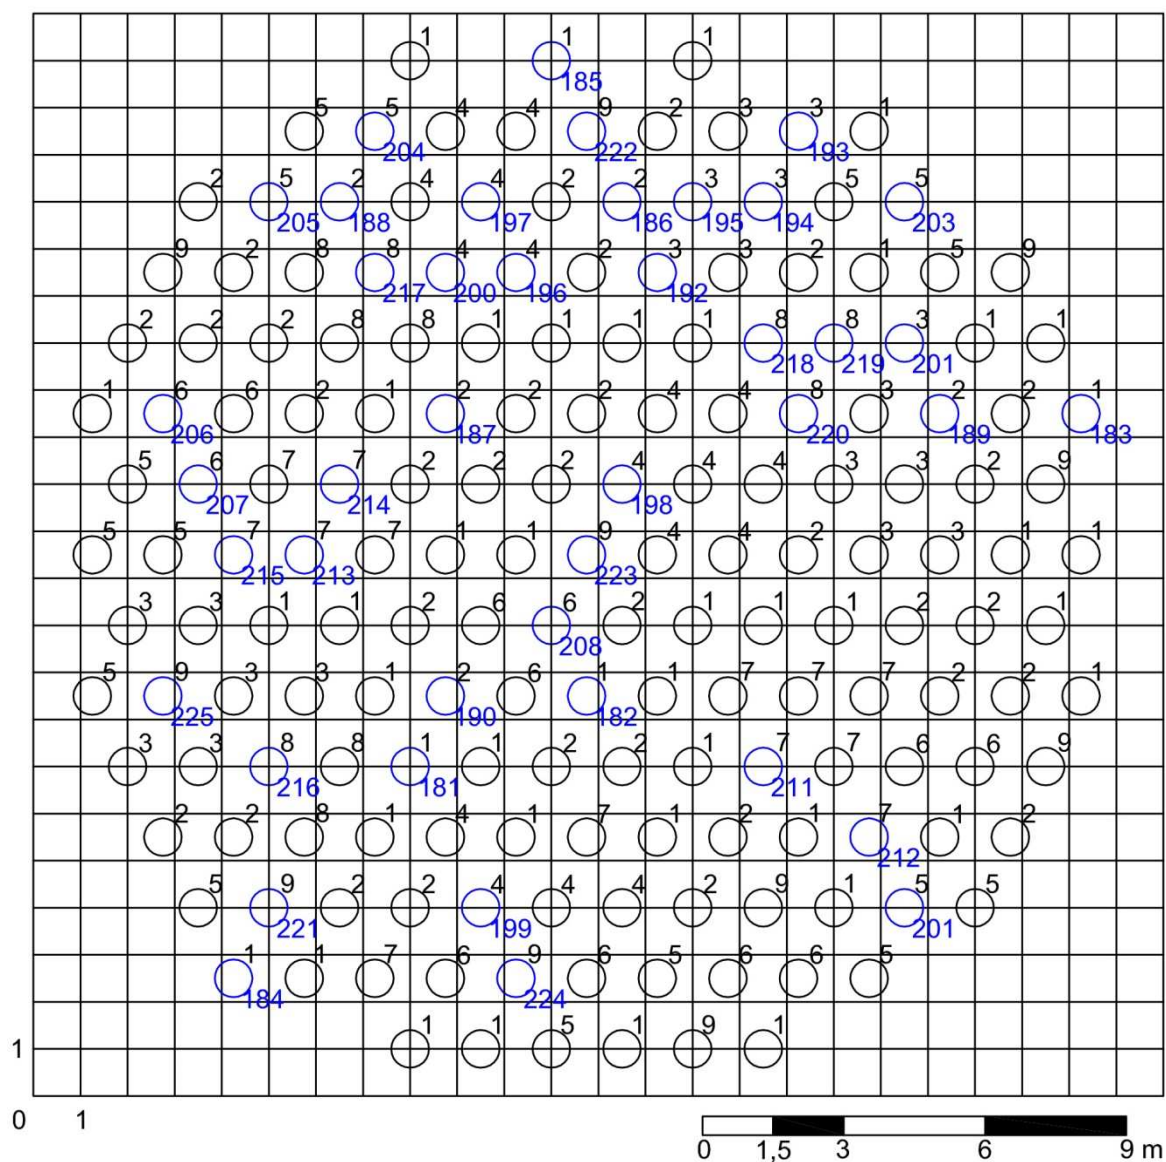 1 1 1
185
5 5 4 4 9 2 3 3 1
204 222 193
2 5 2 4 4 2 2 3 3 5 5
205 188 197 186 195 194 203
9 2 8 8 4 4 2 3 3 2 1 5 9
217 200 196 192
2 2 2 8 8 1 1 1 1 8 8 3 1 1
218 219 201
1 6 6 2 1 2 2 2 4 4 8 3 2 2 1
206 187 220 189 183
5 6 7 7 2 2 2 4 4 4 3 3 2 9
207 214 198
5 5 7 7 7 1 1 9 4 4 2 3 3 1 1
215 213 223
3 3 1 1 2 6 6 2 1 1 1 2 2 1
208
5 9 3 3 1 2 6 1 1 7 7 7 2 2 1
225 190 182
3 3 8 8 1 1 2 2 1 7 7 6 6 9
216 181 211
2 2 8 1 4 1 7 1 2 1 7 1 2
212
5 9 2 2 4 4 4 2 9 1 5 5
221 199 201
1 1 7 6 9 6 5 6 6 5
184 224
1 1 5 1 9 1
1
0 1
0 1,5 3 6 9 m